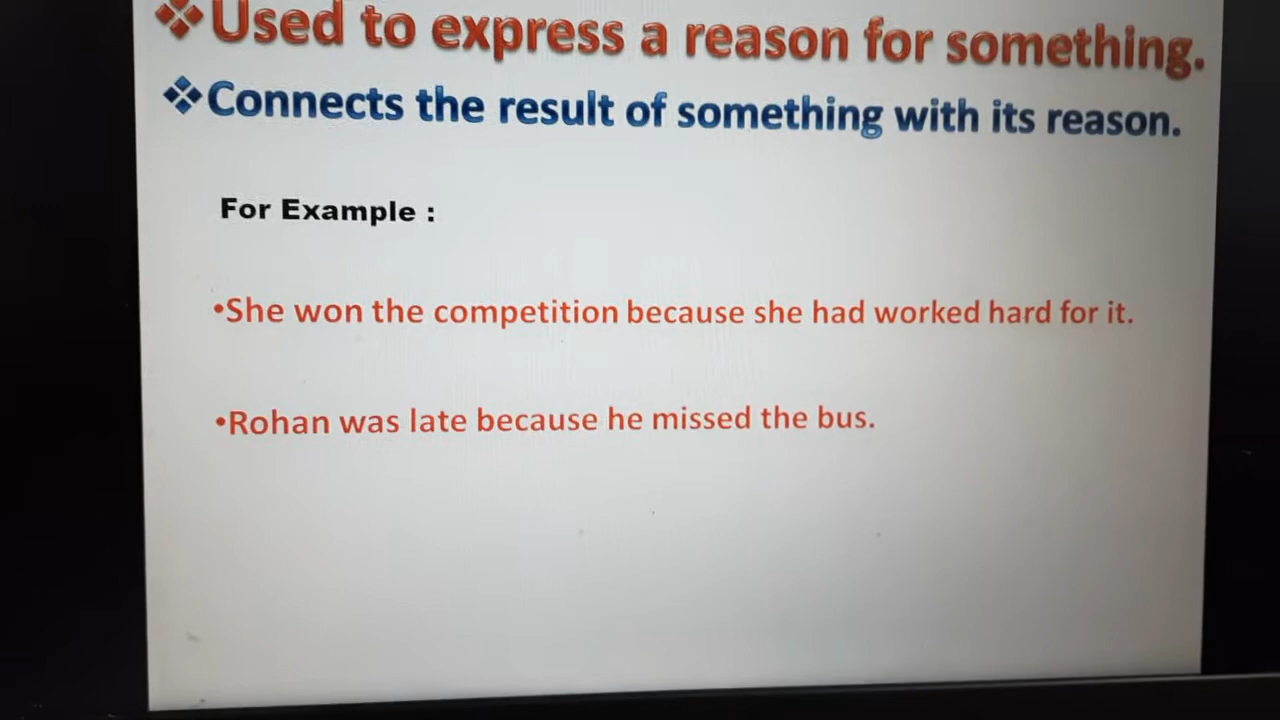 ❖Used to express a reason for something.
❖Connects the result of something with its reason.
For Example :
•She won the competition because she had worked hard for it.
•Rohan was late because he missed the bus.